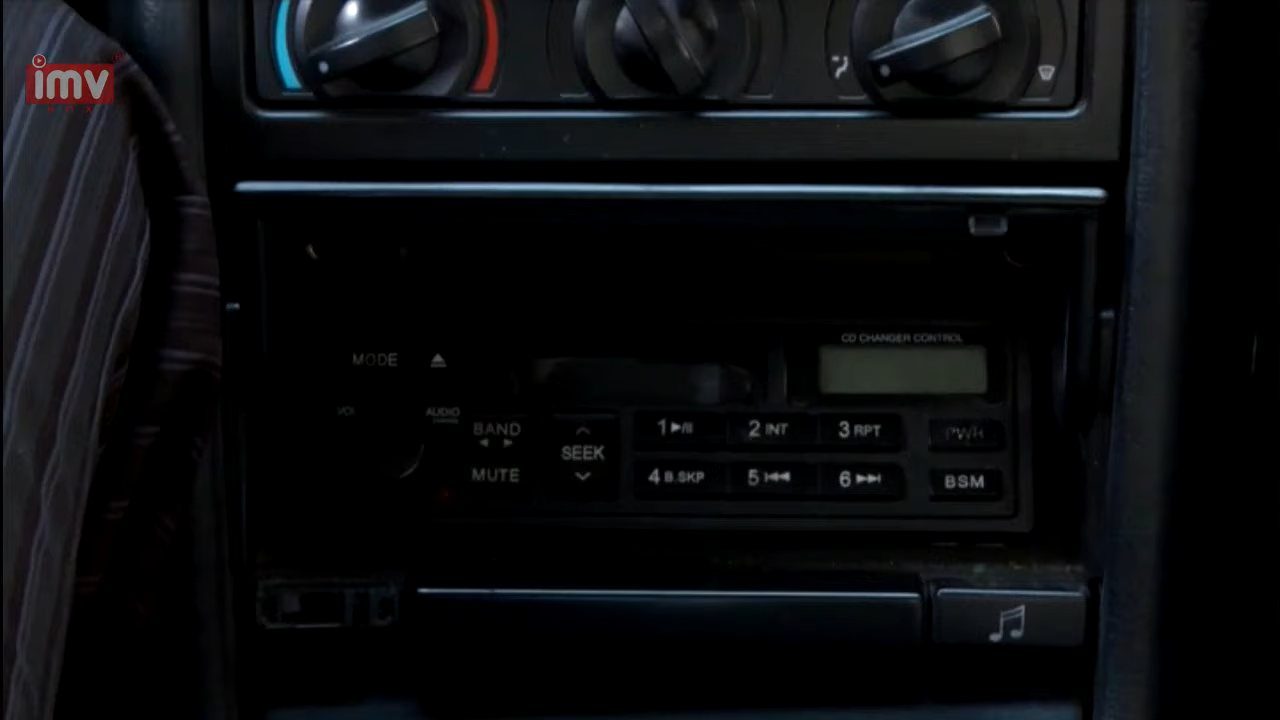 imv
CD CHANGER CONTROL
MODE
AUDIO
BAND
SEEK
MUTE
1
2 INT
3 RPT
PWR
4 B.SKP
5
6
BSM